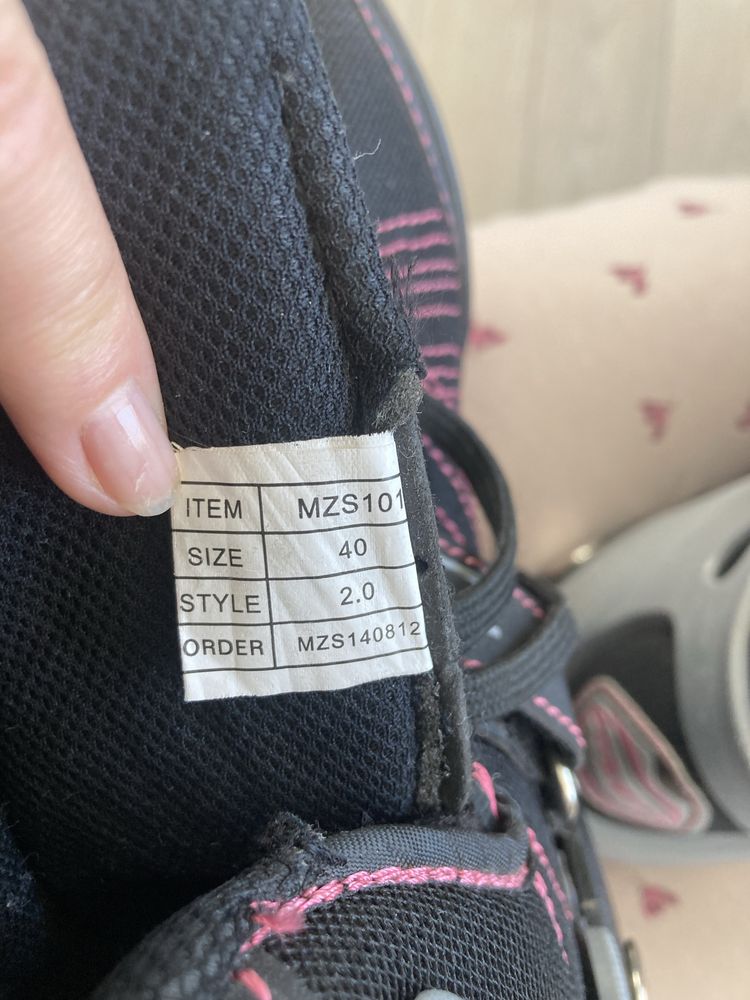 ITEM MZS101
SIZE 40
STYLE 2.0
ORDER MZS140812